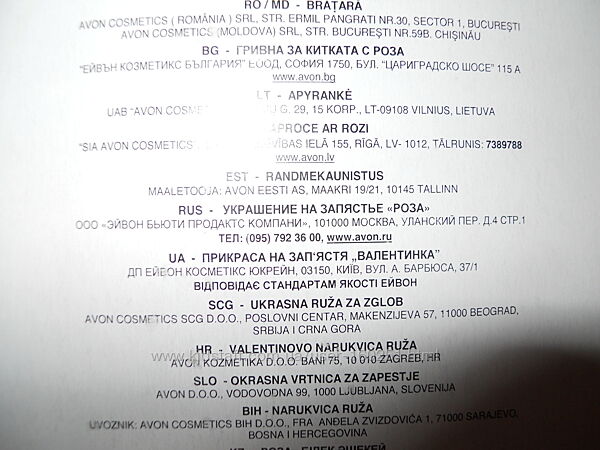 RO / MD - BRAŢARĂ
AVON COSMETICS ( ROMÂNIA ) SRL, STR. ERMIL PANGRATI NR.30, SECTOR 1, BUCUREŞTI
AVON COSMETICS (MOLDOVA) SRL, STR. BUCUREŞTI NR.59B. CHIŞINĂU
BG - ГРИВНА ЗА КИТКАТА С РОЗА
"ЕЙВЪН КОЗМЕТИКС БЪЛГАРИЯ" ЕООД, СОФИЯ 1750, БУЛ. "ЦАРИГРАДСКО ШОСЕ" 115 А
www.avon.bg
LT - APYRANKĖ
UAB "AVON COSME G. 29, 15 KORP., LT-09108 VILNIUS, LIETUVA
APROCE AR ROZI
"SIA AVON COSMETICS IELĀ 155, RĪGĀ, LV- 1012, TĀLRUNIS: 7389788
www.avon.lv
EST - RANDMEKAUNISTUS
MAALETOOJA: AVON EESTI AS, MAAKRI 19/21, 10145 TALLINN
RUS - УКРАШЕНИЕ НА ЗАПЯСТЬЕ «РОЗА»
ООО «ЭЙВОН БЬЮТИ ПРОДАКТС КОМПАНИ», 101000 МОСКВА, УЛАНСКИЙ ПЕР. Д.4 СТР.1
ТЕЛ: (095) 792 36 00, www.avon.ru
UA - ПРИКРАСА НА ЗАП'ЯСТЯ „ВАЛЕНТИНКА"
ДП ЕЙВОН КОСМЕТІКС ЮКРЕЙН, 03150, КИЇВ, ВУЛ. А. БАРБЮСА, 37/1
ВІДПОВІДАЄ СТАНДАРТАМ ЯКОСТІ ЕЙВОН
SCG - UKRASNA RUŽA ZA ZGLOB
AVON COSMETICS SCG D.O.O., POSLOVNI CENTAR, MAKENZIJEVA 57, 11000 BEOGRAD,
SRBIJA I CRNA GORA
HR - VALENTINOVO NARUKVICA RUŽA
AVON KOZMETIKA D.O.O. BANI 75, 10 010 ZAGREB, HR
SLO - OKRASNA VRTNICA ZA ZAPESTJE
AVON D.O.O., VODOVODNA 99, 1000 LJUBLJANA, SLOVENIJA
BIH - NARUKVICA RUŽA
UVOZNIK: AVON COSMETICS BIH D.O.O., FRA ANĐELA ZVIZDOVIĆA 1, 71000 SARAJEVO,
BOSNA I HERCEGOVINA